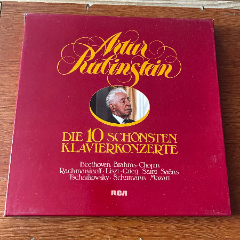 Artur
Rubinstein
DIE 10 SCHÖNSTEN
KLAVIERKONZERTE
Beethoven · Brahms · Chopin
Rachmaninoff · Liszt · Grieg · Saint-Saëns
Tschaikowsky · Schumann · Mozart
RCA